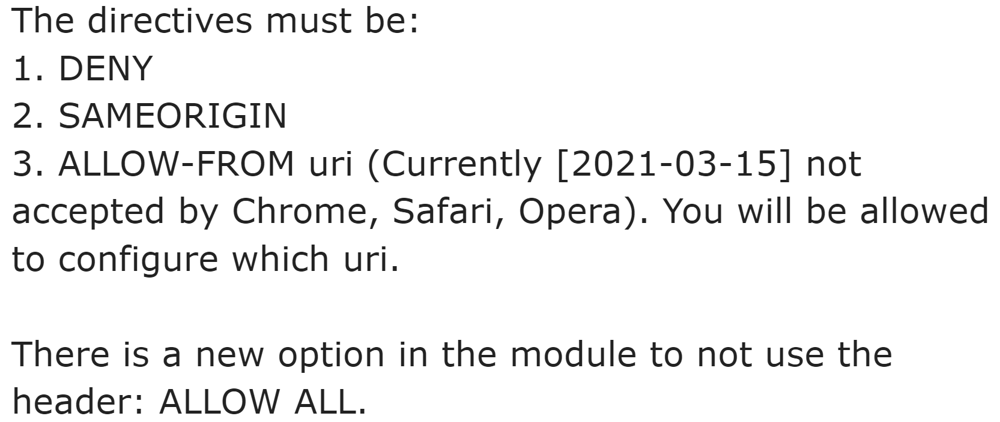 The directives must be:
1. DENY
2. SAMEORIGIN
3. ALLOW-FROM uri (Currently [2021-03-15] not
accepted by Chrome, Safari, Opera). You will be allowed
to configure which uri.
There is a new option in the module to not use the
header: ALLOW ALL.